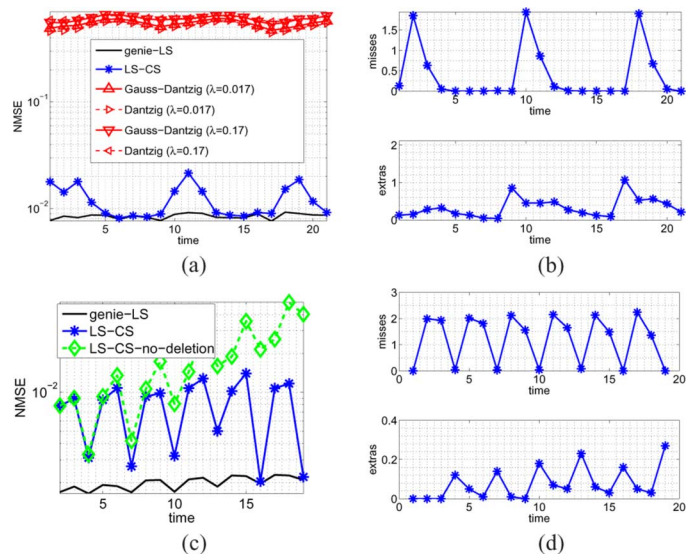 genie-LS
LS-CS
Gauss-Dantzig (λ=0.017)
Dantzig (λ=0.017)
Gauss-Dantzig (λ=0.17)
Dantzig (λ=0.17)
NMSE
10⁻¹
10⁻²
5 10 15 20
time
(a)
misses
2
1.5
1
0.5
0
0 5 10 15 20
time
extras
2
1
0
0 5 10 15 20
time
(b)
genie-LS
LS-CS
LS-CS-no-deletion
NMSE
10⁻²
5 10 15
time
(c)
misses
3
2
1
0
0 5 10 15 20
time
extras
0.4
0.2
0
0 5 10 15 20
time
(d)